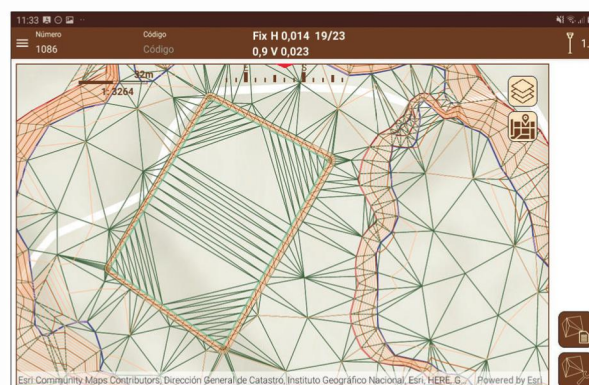 11:33
Número
1086
Código
Código
Fix H 0,014 19/23
0,9 V 0,023
32m
1: 3264
E
S
Esri Community Maps Contributors, Dirección General de Catastro, Instituto Geográfico Nacional, Esri, HERE, G... Powered by Esri